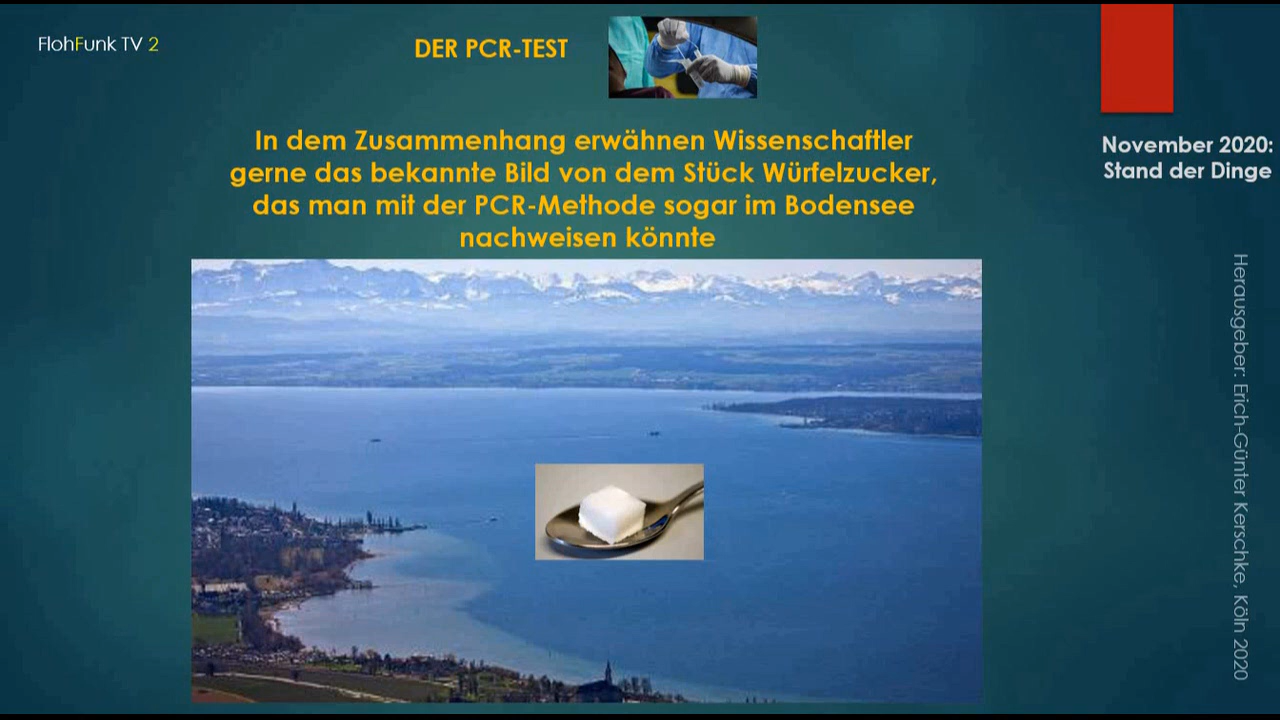 FlohFunk TV 2
DER PCR-TEST
In dem Zusammenhang erwähnen Wissenschaftler
gerne das bekannte Bild von dem Stück Würfelzucker,
das man mit der PCR-Methode sogar im Bodensee
nachweisen könnte
November 2020:
Stand der Dinge
Herausgeber: Erich-Günter Kerschke, Köln 2020